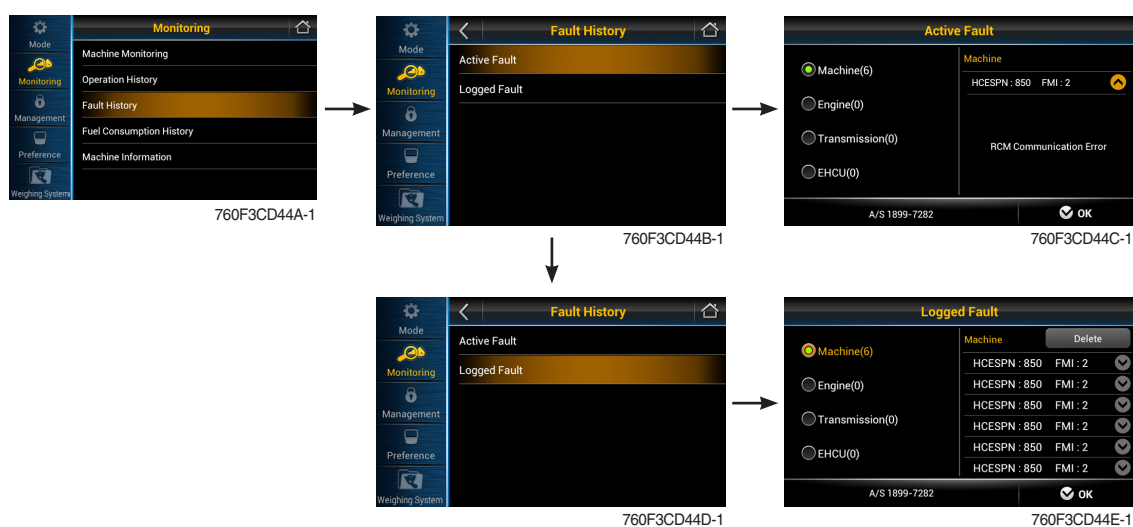 Monitoring
Mode
Monitoring
Management
Preference
Weighing System
Machine Monitoring
Operation History
Fault History
Fuel Consumption History
Machine Information
760F3CD44A-1
Fault History
Mode
Monitoring
Management
Preference
Weighing System
Active Fault
Logged Fault
760F3CD44B-1
Active Fault
Machine(6)
Engine(0)
Transmission(0)
EHCU(0)
Machine
HCESPN : 850 FMI : 2
RCM Communication Error
A/S 1899-7282
OK
760F3CD44C-1
Fault History
Mode
Monitoring
Management
Preference
Weighing System
Active Fault
Logged Fault
760F3CD44D-1
Logged Fault
Machine(6)
Engine(0)
Transmission(0)
EHCU(0)
Machine Delete
HCESPN : 850 FMI : 2
HCESPN : 850 FMI : 2
HCESPN : 850 FMI : 2
HCESPN : 850 FMI : 2
HCESPN : 850 FMI : 2
HCESPN : 850 FMI : 2
A/S 1899-7282
OK
760F3CD44E-1